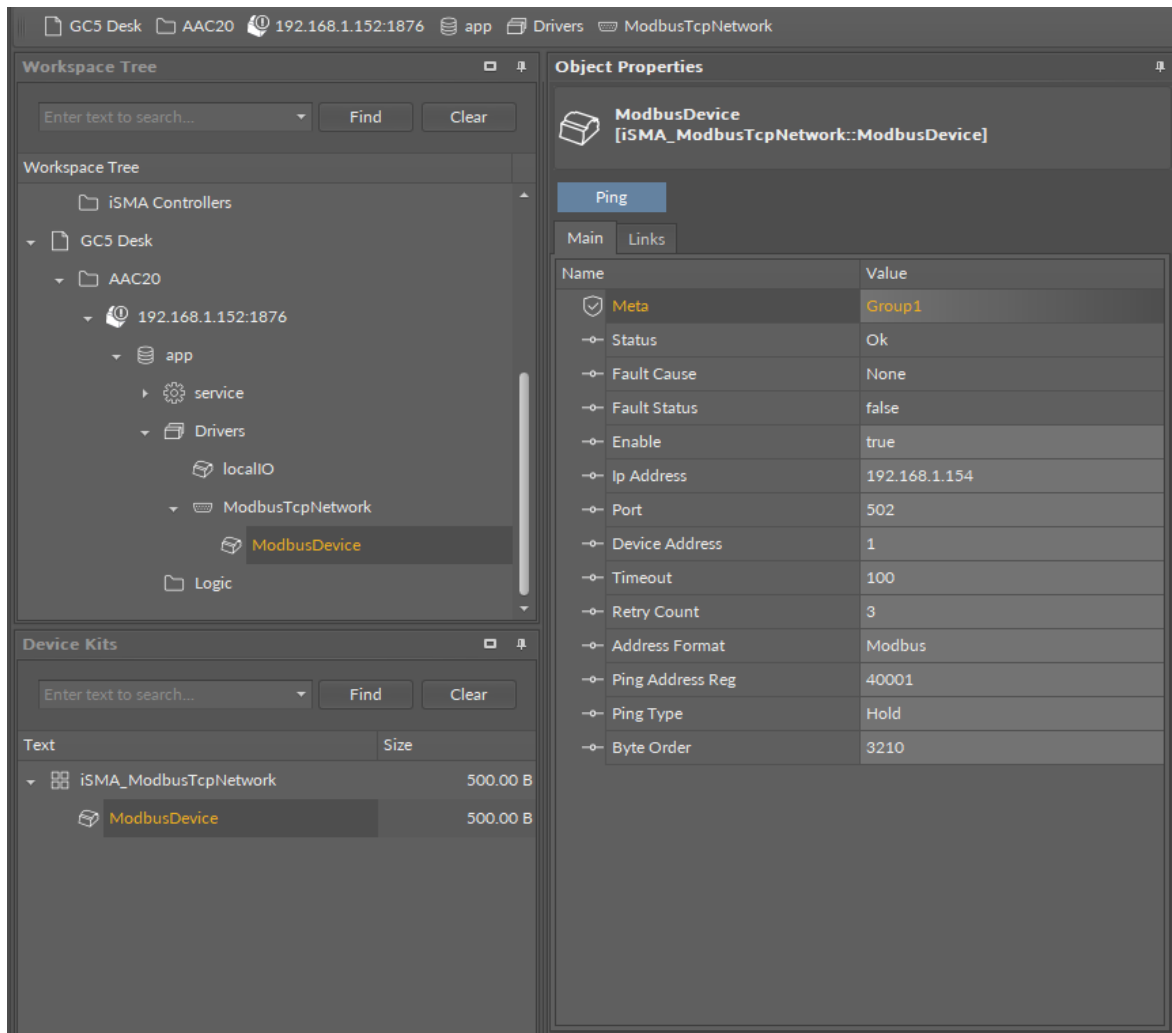 GC5 Desk AAC20 192.168.1.152:1876 app Drivers ModbusTcpNetwork
Workspace Tree
Enter text to search... Find Clear
Workspace Tree
iSMA Controllers
GC5 Desk
AAC20
192.168.1.152:1876
app
service
Drivers
localIO
ModbusTcpNetwork
ModbusDevice
Logic
Device Kits
Enter text to search... Find Clear
Text Size
iSMA_ModbusTcpNetwork 500.00 B
ModbusDevice 500.00 B
Object Properties
ModbusDevice
[iSMA_ModbusTcpNetwork::ModbusDevice]
Ping
Main Links
Name Value
Meta Group1
Status Ok
Fault Cause None
Fault Status false
Enable true
Ip Address 192.168.1.154
Port 502
Device Address 1
Timeout 100
Retry Count 3
Address Format Modbus
Ping Address Reg 40001
Ping Type Hold
Byte Order 3210